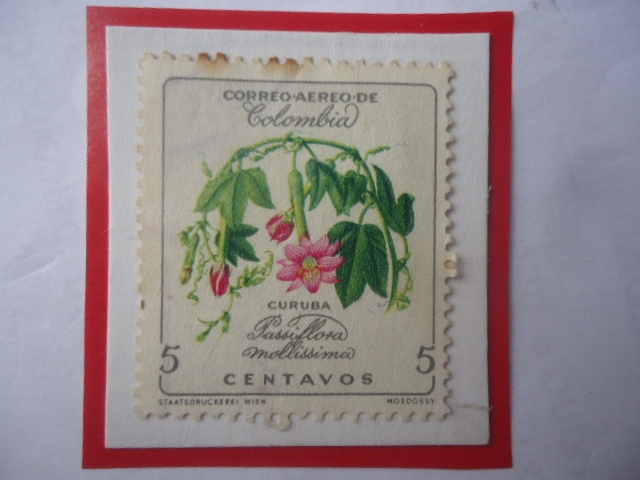 CORREO·AEREO·DE
Colombia
CURUBA
Passiflora
mollissima
5 5
CENTAVOS
STAATSDRUCKEREI WIEN MOSDÓSSY